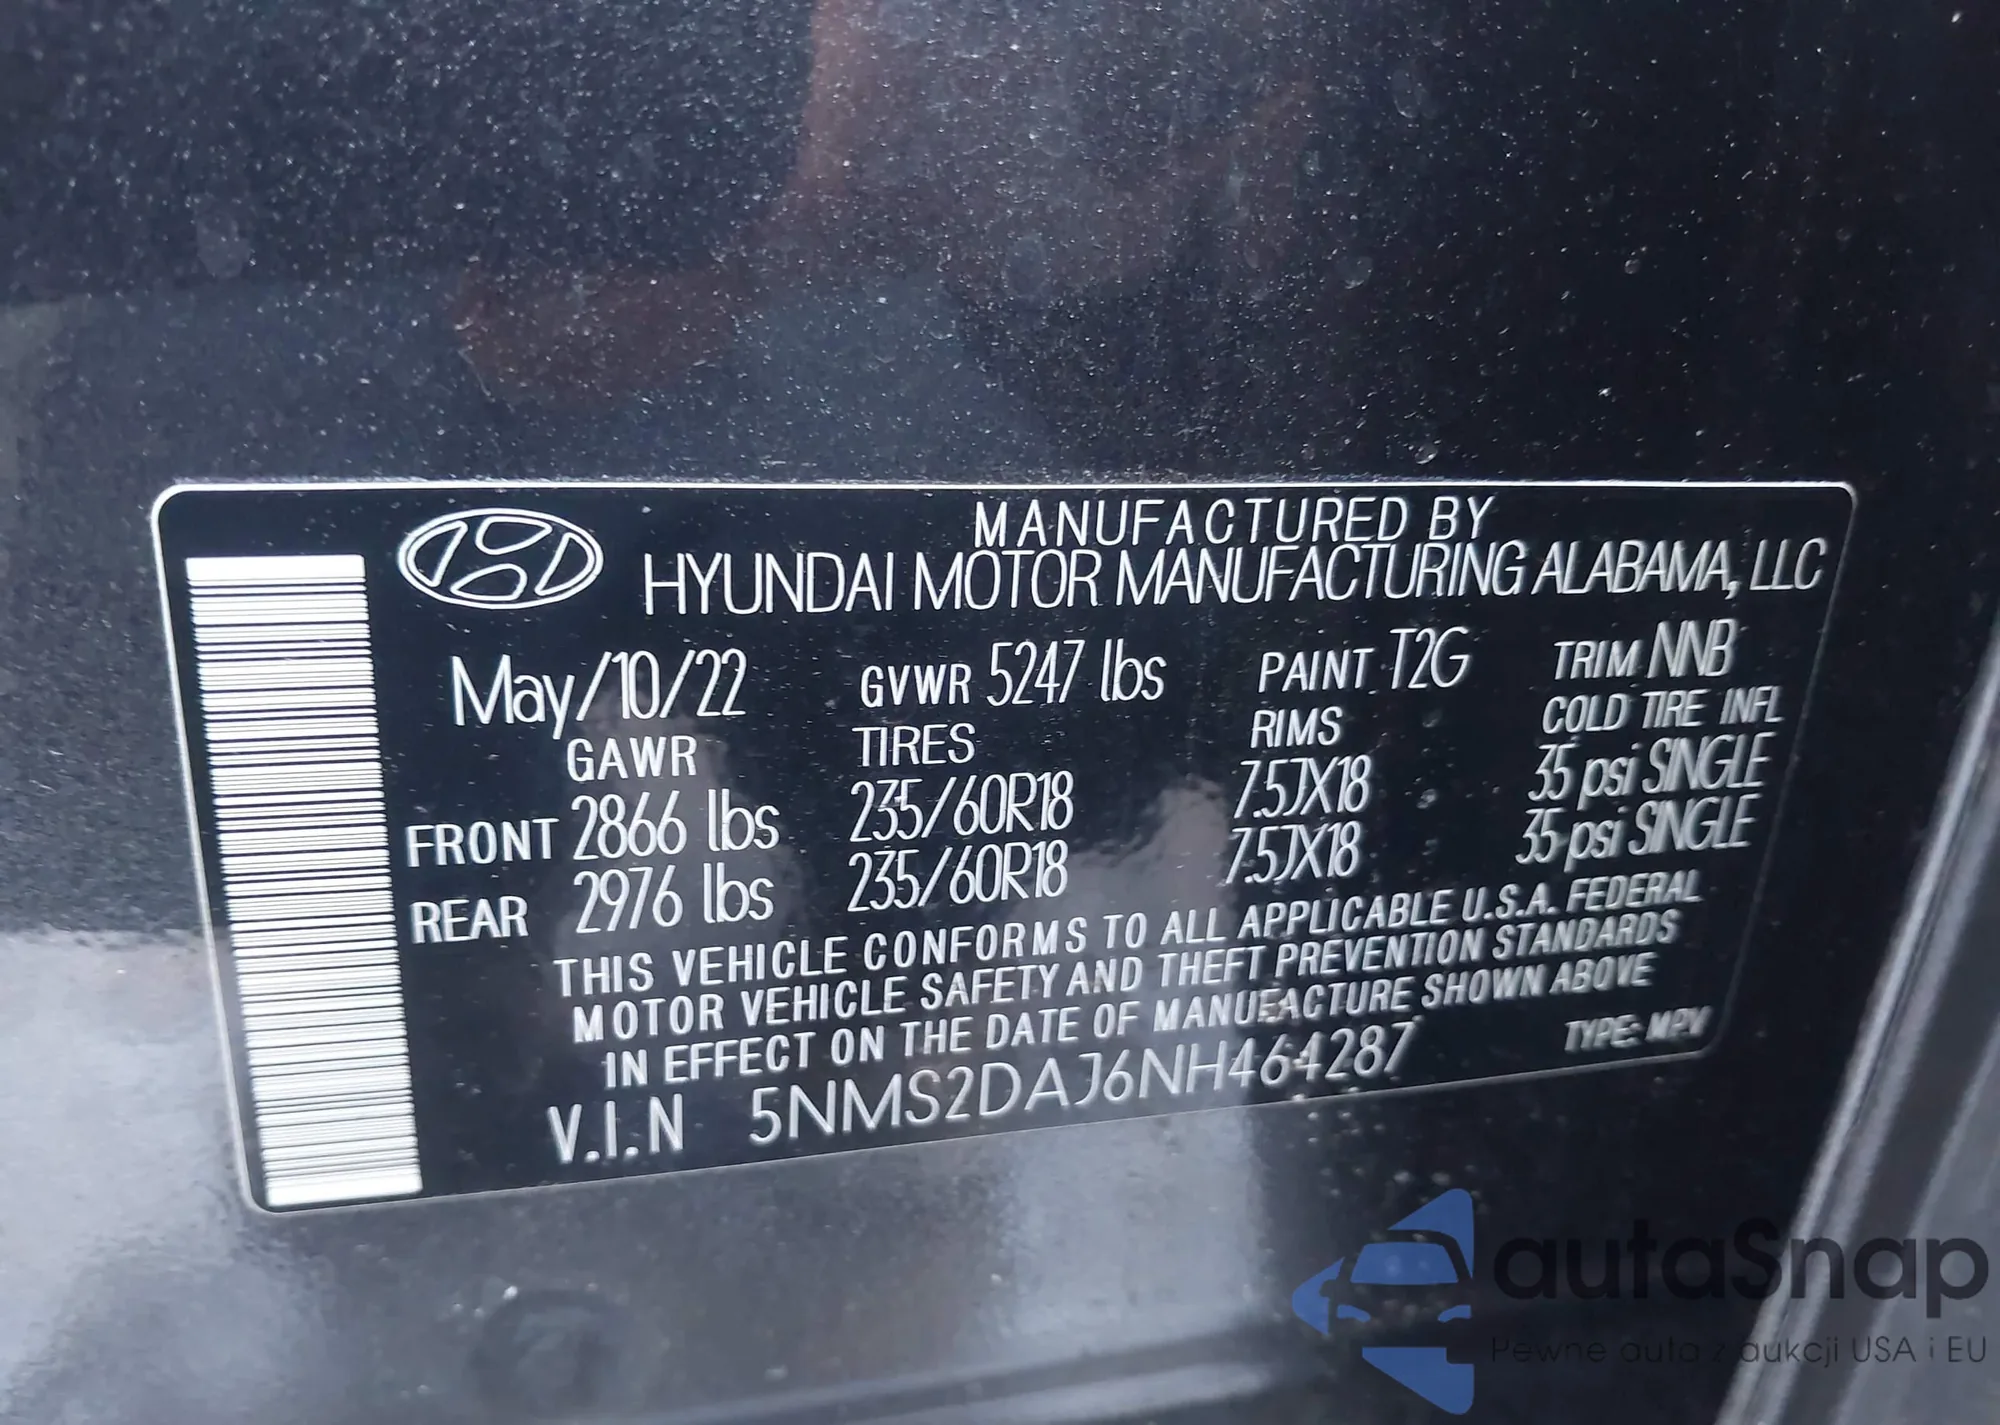 MANUFACTURED BY
HYUNDAI MOTOR MANUFACTURING ALABAMA, LLC
May/10/22 GVWR 5247 lbs PAINT T2G TRIM NNB
GAWR TIRES RIMS COLD TIRE INFL
FRONT 2866 lbs 235/60R18 7.5JX18 35 psi SINGLE
REAR 2976 lbs 235/60R18 7.5JX18 35 psi SINGLE
THIS VEHICLE CONFORMS TO ALL APPLICABLE U.S.A. FEDERAL
MOTOR VEHICLE SAFETY AND THEFT PREVENTION STANDARDS
IN EFFECT ON THE DATE OF MANUFACTURE SHOWN ABOVE
V.I.N 5NMS2DAJ6NH464287 TYPE: MPV
autaSnap
Pewne auta z aukcji USA i EU